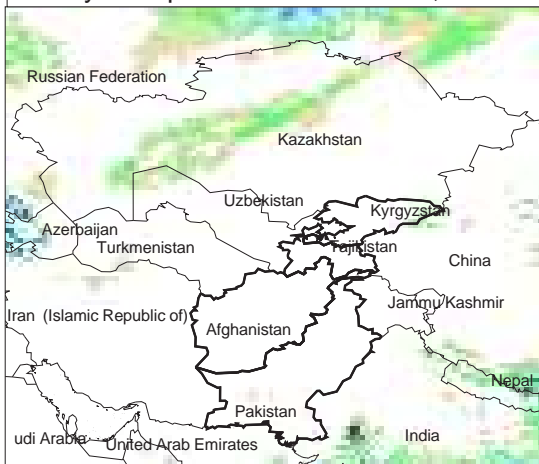 Russian Federation
Kazakhstan
Uzbekistan
Kyrgyzstan
Azerbaijan
Turkmenistan
Tajikistan
China
Jammu/Kashmir
Iran (Islamic Republic of)
Afghanistan
Nepal
Pakistan
udi Arabia
United Arab Emirates
India